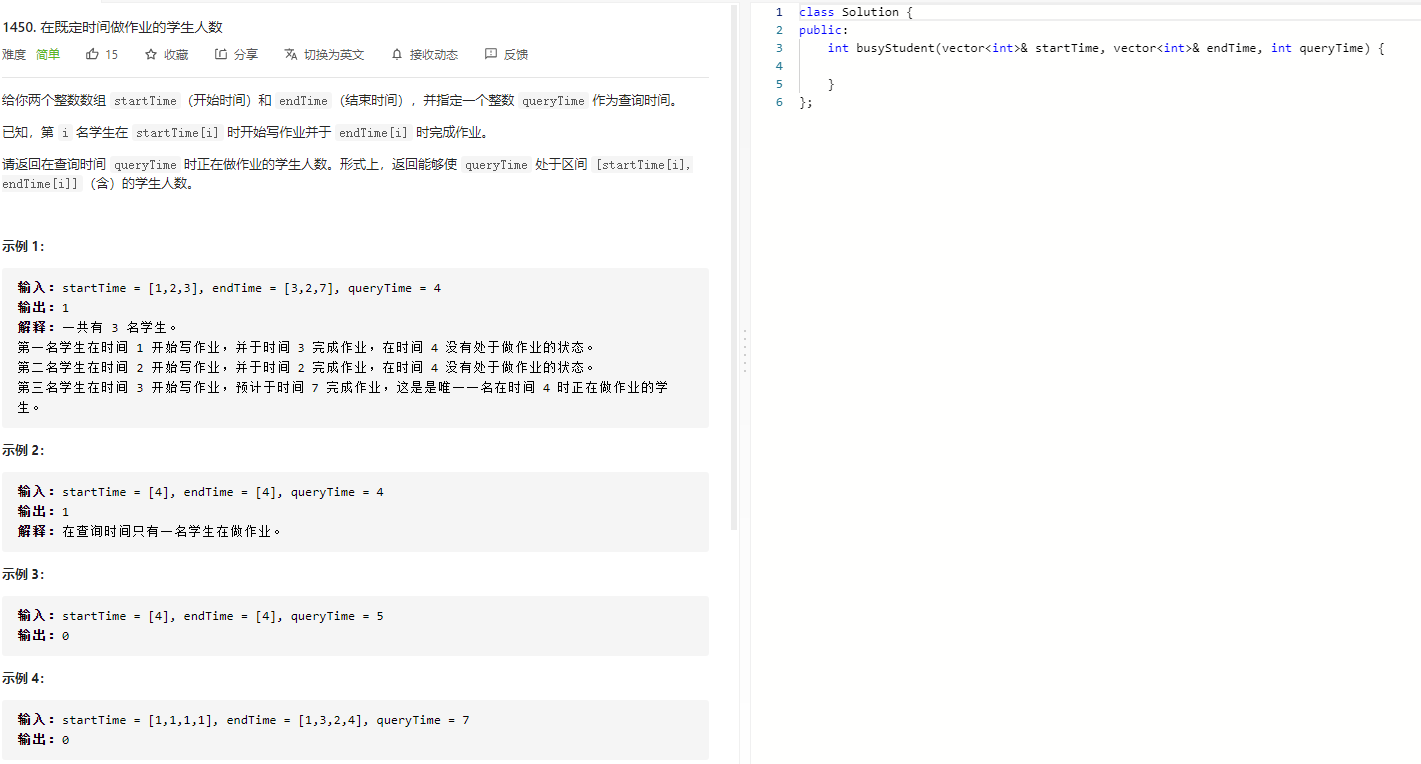 1450. 在既定时间做作业的学生人数
难度 简单 15 收藏 分享 切换为英文 接收动态 反馈
给你两个整数数组 startTime（开始时间）和 endTime（结束时间），并指定一个整数 queryTime 作为查询时间。
已知，第 i 名学生在 startTime[i] 时开始写作业并于 endTime[i] 时完成作业。
请返回在查询时间 queryTime 时正在做作业的学生人数。形式上，返回能够使 queryTime 处于区间 [startTime[i],
endTime[i]]（含）的学生人数。
示例 1：
输入：startTime = [1,2,3], endTime = [3,2,7], queryTime = 4
输出：1
解释：一共有 3 名学生。
第一名学生在时间 1 开始写作业，并于时间 3 完成作业，在时间 4 没有处于做作业的状态。
第二名学生在时间 2 开始写作业，并于时间 2 完成作业，在时间 4 没有处于做作业的状态。
第三名学生在时间 3 开始写作业，预计于时间 7 完成作业，这是是唯一一名在时间 4 时正在做作业的学
生。
示例 2：
输入：startTime = [4], endTime = [4], queryTime = 4
输出：1
解释：在查询时间只有一名学生在做作业。
示例 3：
输入：startTime = [4], endTime = [4], queryTime = 5
输出：0
示例 4：
输入：startTime = [1,1,1,1], endTime = [1,3,2,4], queryTime = 7
输出：0
1 class Solution {
2 public:
3 int busyStudent(vector<int>& startTime, vector<int>& endTime, int queryTime) {
4
5 }
6 };